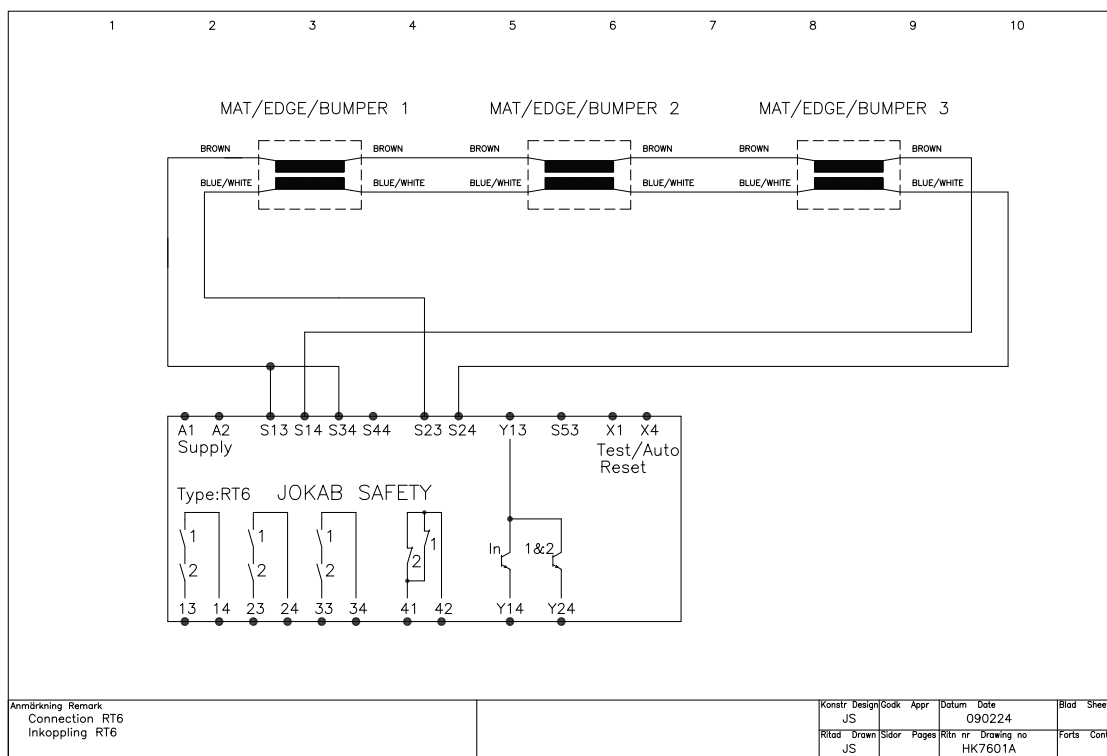 1 2 3 4 5 6 7 8 9 10
MAT/EDGE/BUMPER 1 MAT/EDGE/BUMPER 2 MAT/EDGE/BUMPER 3
BROWN BROWN BROWN BROWN BROWN BROWN
BLUE/WHITE BLUE/WHITE BLUE/WHITE BLUE/WHITE BLUE/WHITE BLUE/WHITE
A1 A2 S13 S14 S34 S44 S23 S24 Y13 S53 X1 X4
Supply Test/Auto
Reset
Type:RT6 JOKAB SAFETY
1 1 1 2 1 In 1&2
2 2 2
13 14 23 24 33 34 41 42 Y14 Y24
Anmärkning Remark
Connection RT6
Inkoppling RT6
Konstr Design Godk Appr Datum Date Blad Sheet
JS 090224
Ritad Drawn Sidor Pages Ritn nr Drawing no Forts Cont
JS HK7601A